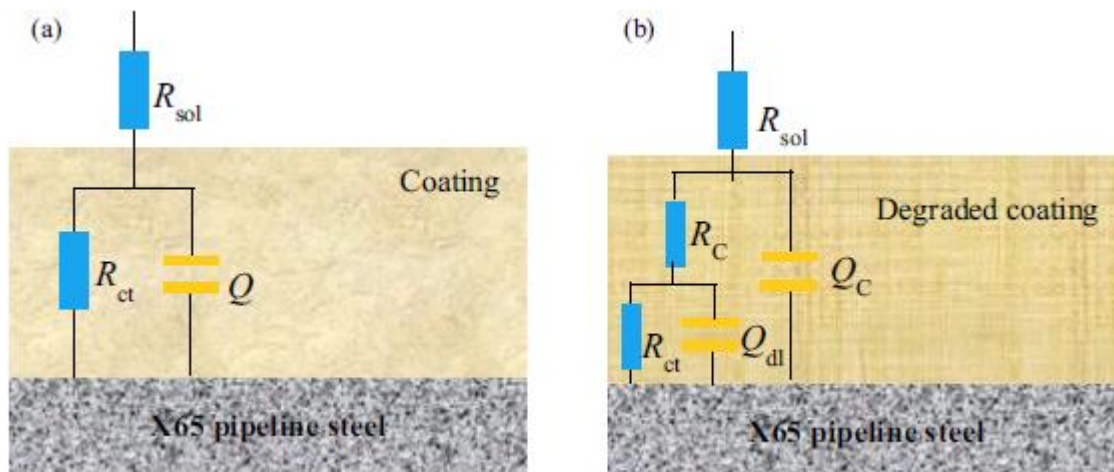 (a)
R_sol
Coating
R_ct
Q
X65 pipeline steel
(b)
R_sol
Degraded coating
R_C
Q_C
R_ct
Q_dl
X65 pipeline steel